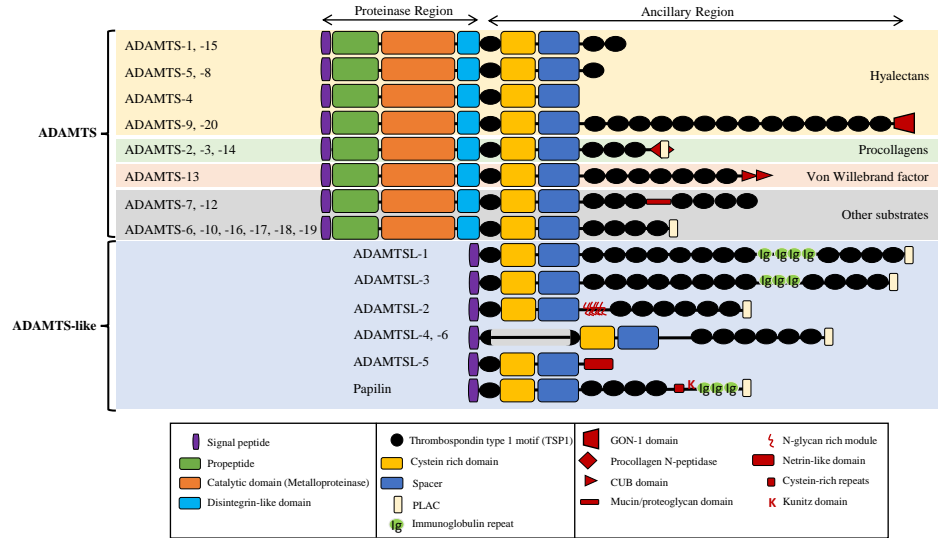 Proteinase Region
Ancillary Region
ADAMTS
ADAMTS-1, -15
ADAMTS-5, -8
Hyalectans
ADAMTS-4
ADAMTS-9, -20
ADAMTS-2, -3, -14
Procollagens
ADAMTS-13
Von Willebrand factor
ADAMTS-7, -12
Other substrates
ADAMTS-6, -10, -16, -17, -18, -19
ADAMTS-like
ADAMTSL-1
Ig Ig Ig Ig
ADAMTSL-3
Ig Ig Ig
ADAMTSL-2
ADAMTSL-4, -6
ADAMTSL-5
Papilin
K Ig Ig Ig
Signal peptide
Propeptide
Catalytic domain (Metalloproteinase)
Disintegrin-like domain
Thrombospondin type 1 motif (TSP1)
Cystein rich domain
Spacer
PLAC
Ig Immunoglobulin repeat
GON-1 domain
Procollagen N-peptidase
CUB domain
Mucin/proteoglycan domain
N-glycan rich module
Netrin-like domain
Cystein-rich repeats
K Kunitz domain